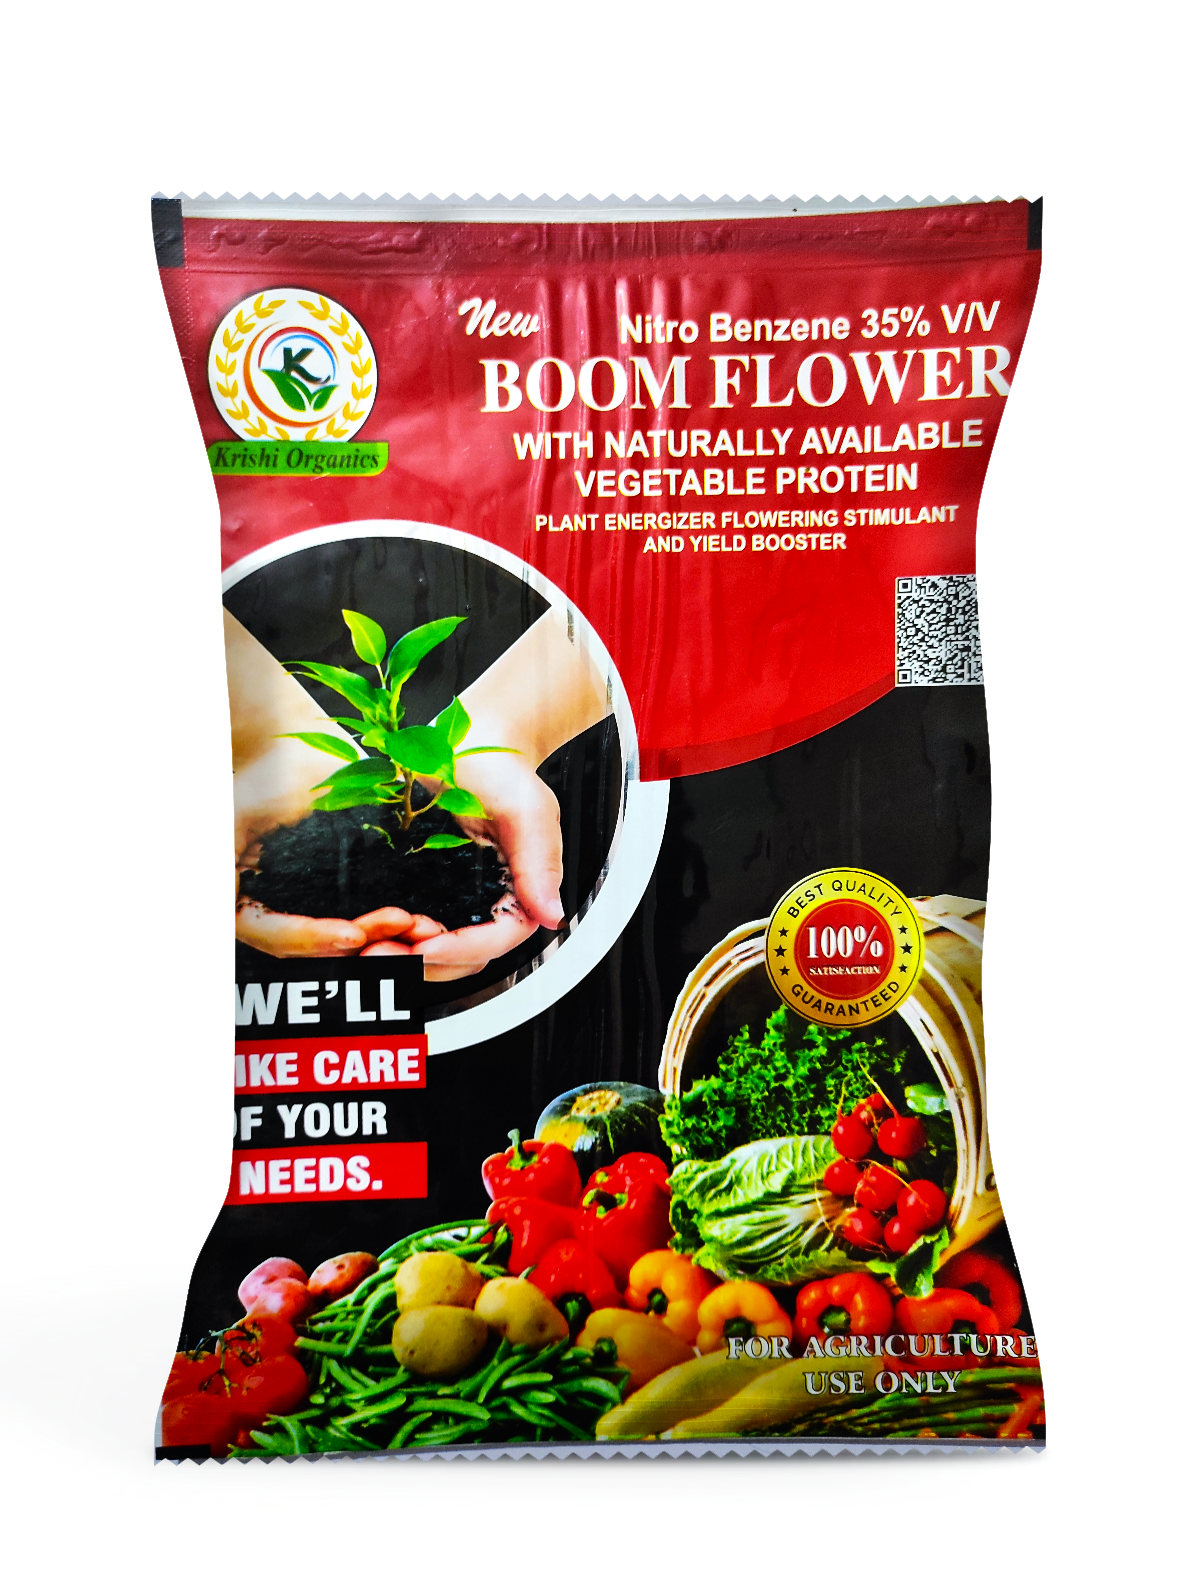 New
Nitro Benzene 35% V/V
BOOM FLOWER
WITH NATURALLY AVAILABLE
VEGETABLE PROTEIN
PLANT ENERGIZER FLOWERING STIMULANT
AND YIELD BOOSTER
K
Krishi Organics
BEST QUALITY
100%
SATISFACTION
GUARANTEED
WE'LL
CARE
YOUR
NEEDS.
FOR AGRICULTURE
USE ONLY